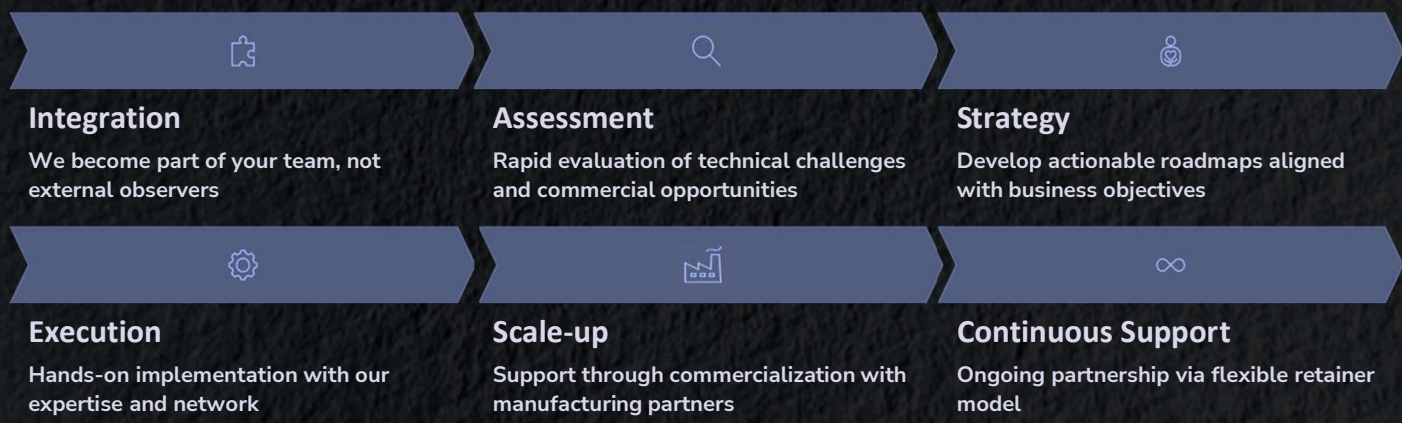 Integration
We become part of your team, not
external observers
Assessment
Rapid evaluation of technical challenges
and commercial opportunities
Strategy
Develop actionable roadmaps aligned
with business objectives
Execution
Hands-on implementation with our
expertise and network
Scale-up
Support through commercialization with
manufacturing partners
Continuous Support
Ongoing partnership via flexible retainer
model